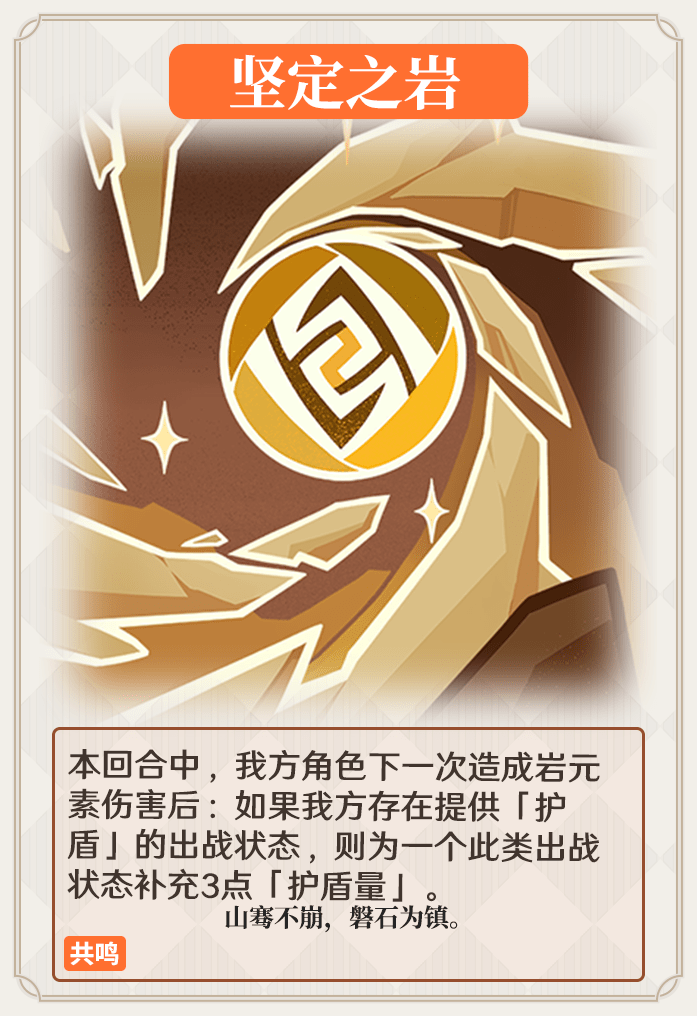 坚定之岩
本回合中，我方角色下一次造成岩元
素伤害后：如果我方存在提供「护
盾」的出战状态，则为一个此类出战
状态补充3点「护盾量」。
山骞不崩，磐石为镇。
共鸣